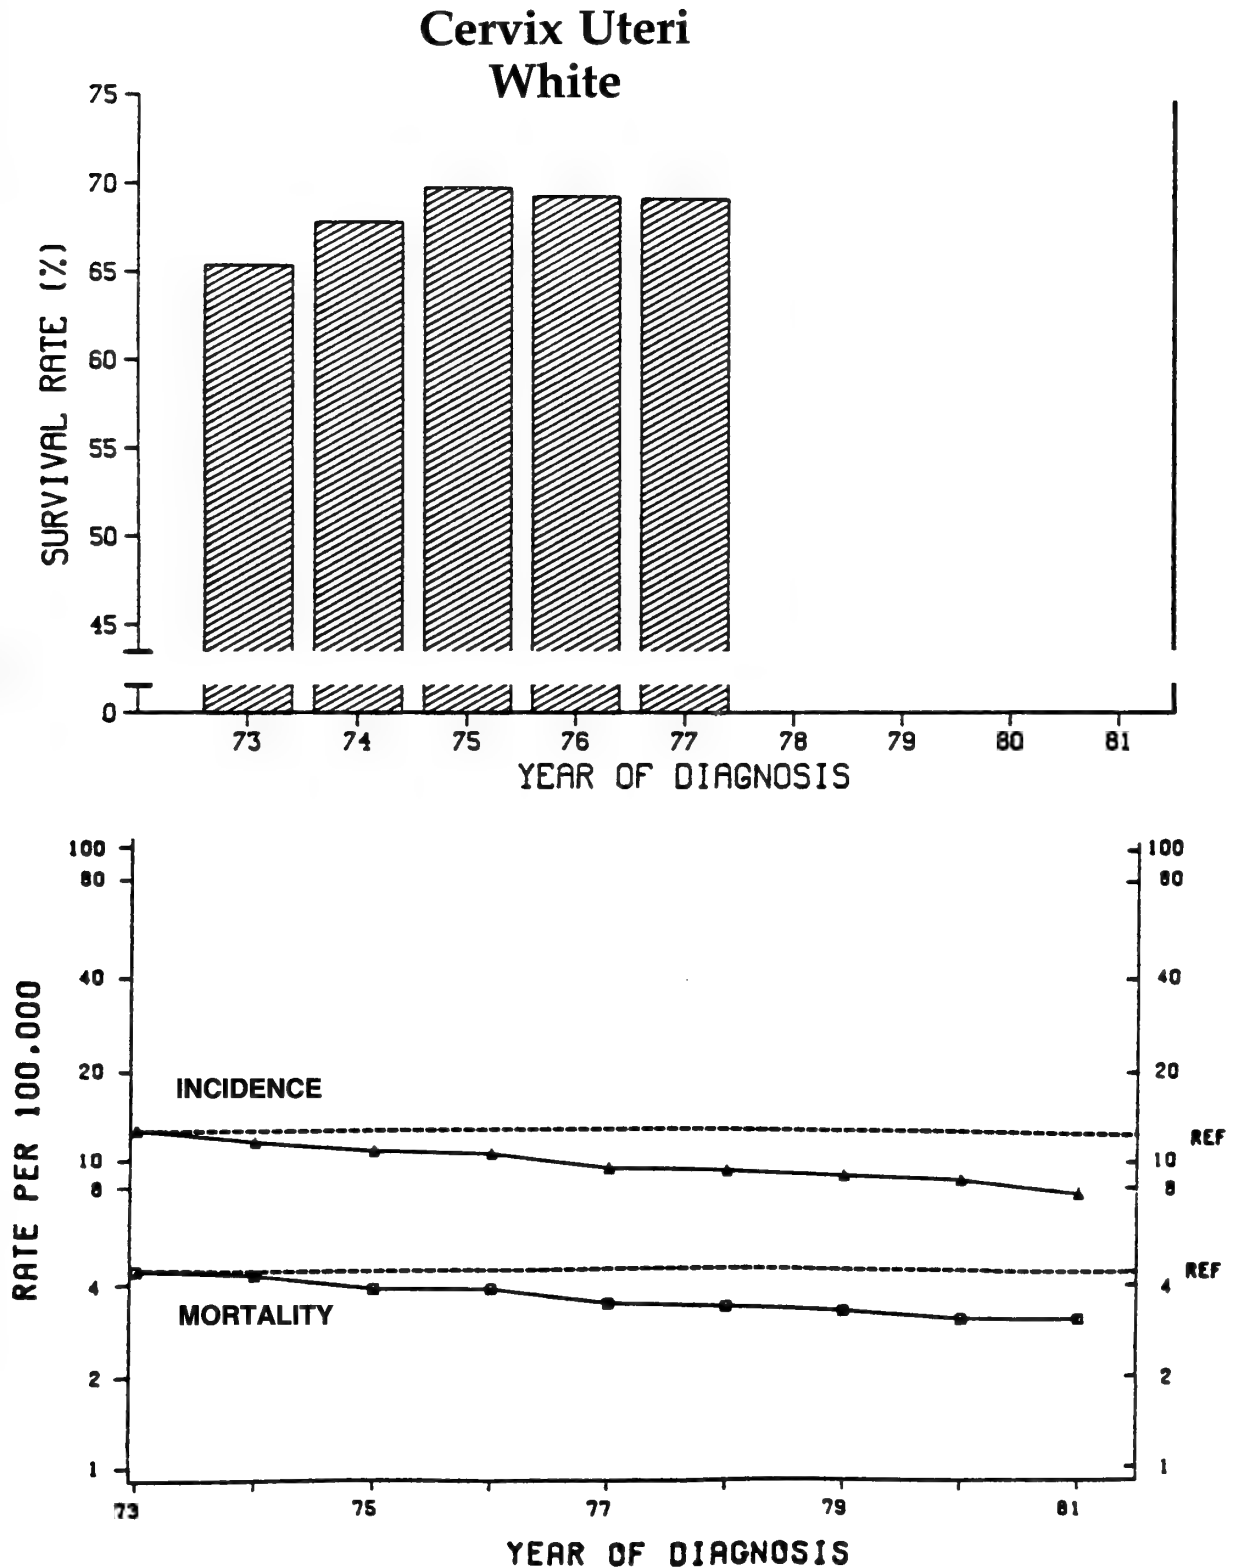 Cervix Uteri
White
SURVIVAL RATE (%)
75
70
65
60
55
50
45
0
73 74 75 76 77 78 79 80 81
YEAR OF DIAGNOSIS
RATE PER 100,000
100 100
80 80
40 40
20 20
INCIDENCE
REF
10 10
8 8
REF
4 4
MORTALITY
2 2
1 1
73 75 77 79 81
YEAR OF DIAGNOSIS